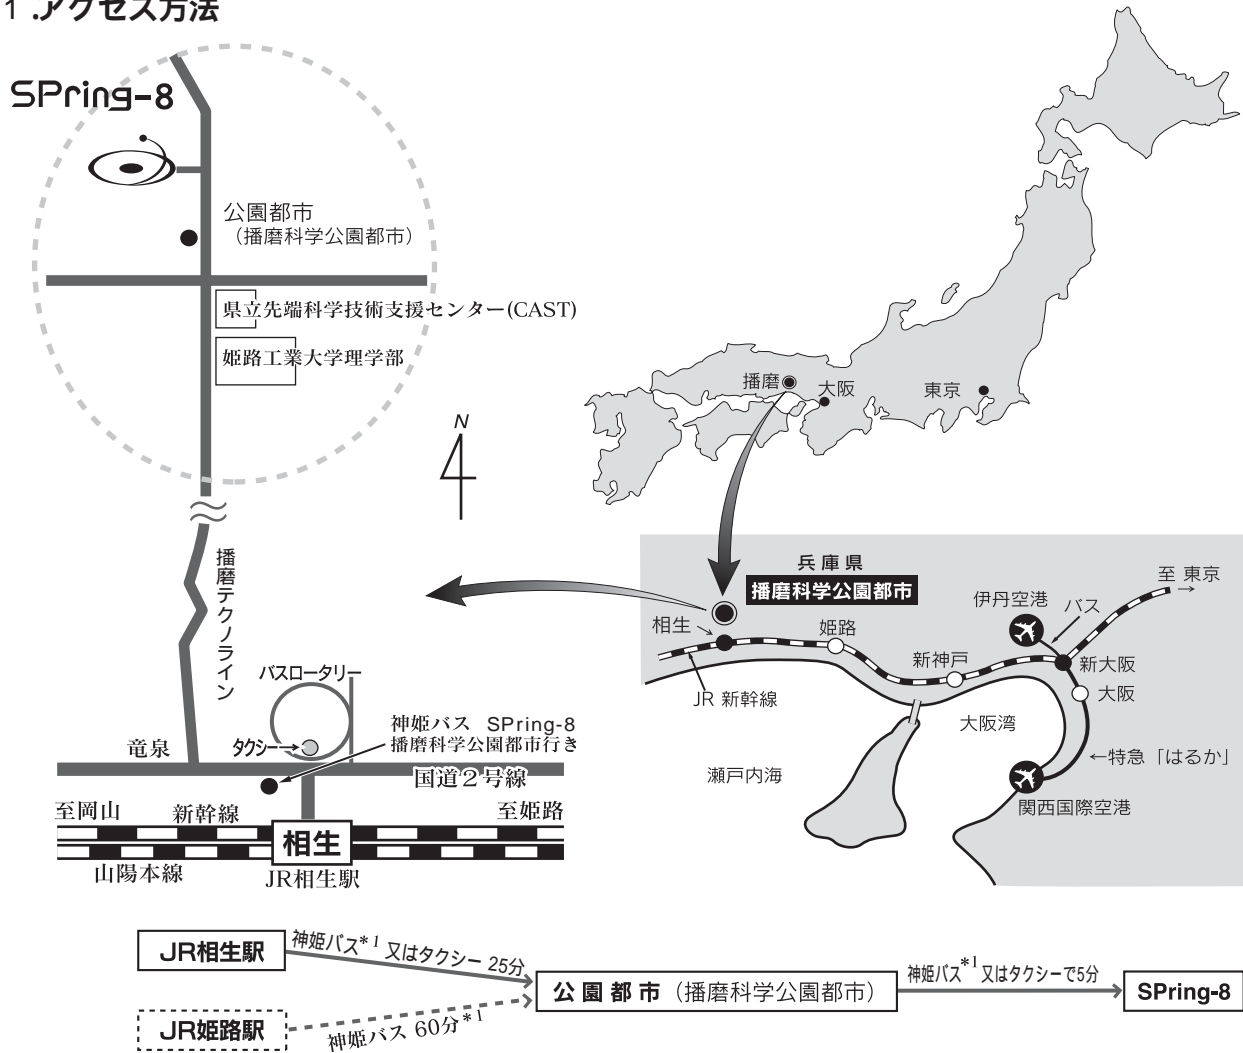 1 .アクセス方法
SPring-8
公園都市
（播磨科学公園都市）
県立先端科学技術支援センター(CAST)
姫路工業大学理学部
N
播磨テクノライン
バスロータリー
タクシー→
神姫バス SPring-8
播磨科学公園都市行き
竜泉
国道２号線
至岡山
新幹線
至姫路
相生
山陽本線
JR相生駅
播磨
大阪
東京
兵庫県
播磨科学公園都市
至 東京
→
伊丹空港
バス
相生
→
姫路
新神戸
新大阪
大阪
JR 新幹線
大阪湾
←特急「はるか」
瀬戸内海
関西国際空港
JR相生駅
神姫バス*1 又はタクシー 25分
公園都市（播磨科学公園都市）
神姫バス*1 又はタクシーで5分
SPring-8
JR姫路駅
神姫バス 60分*1